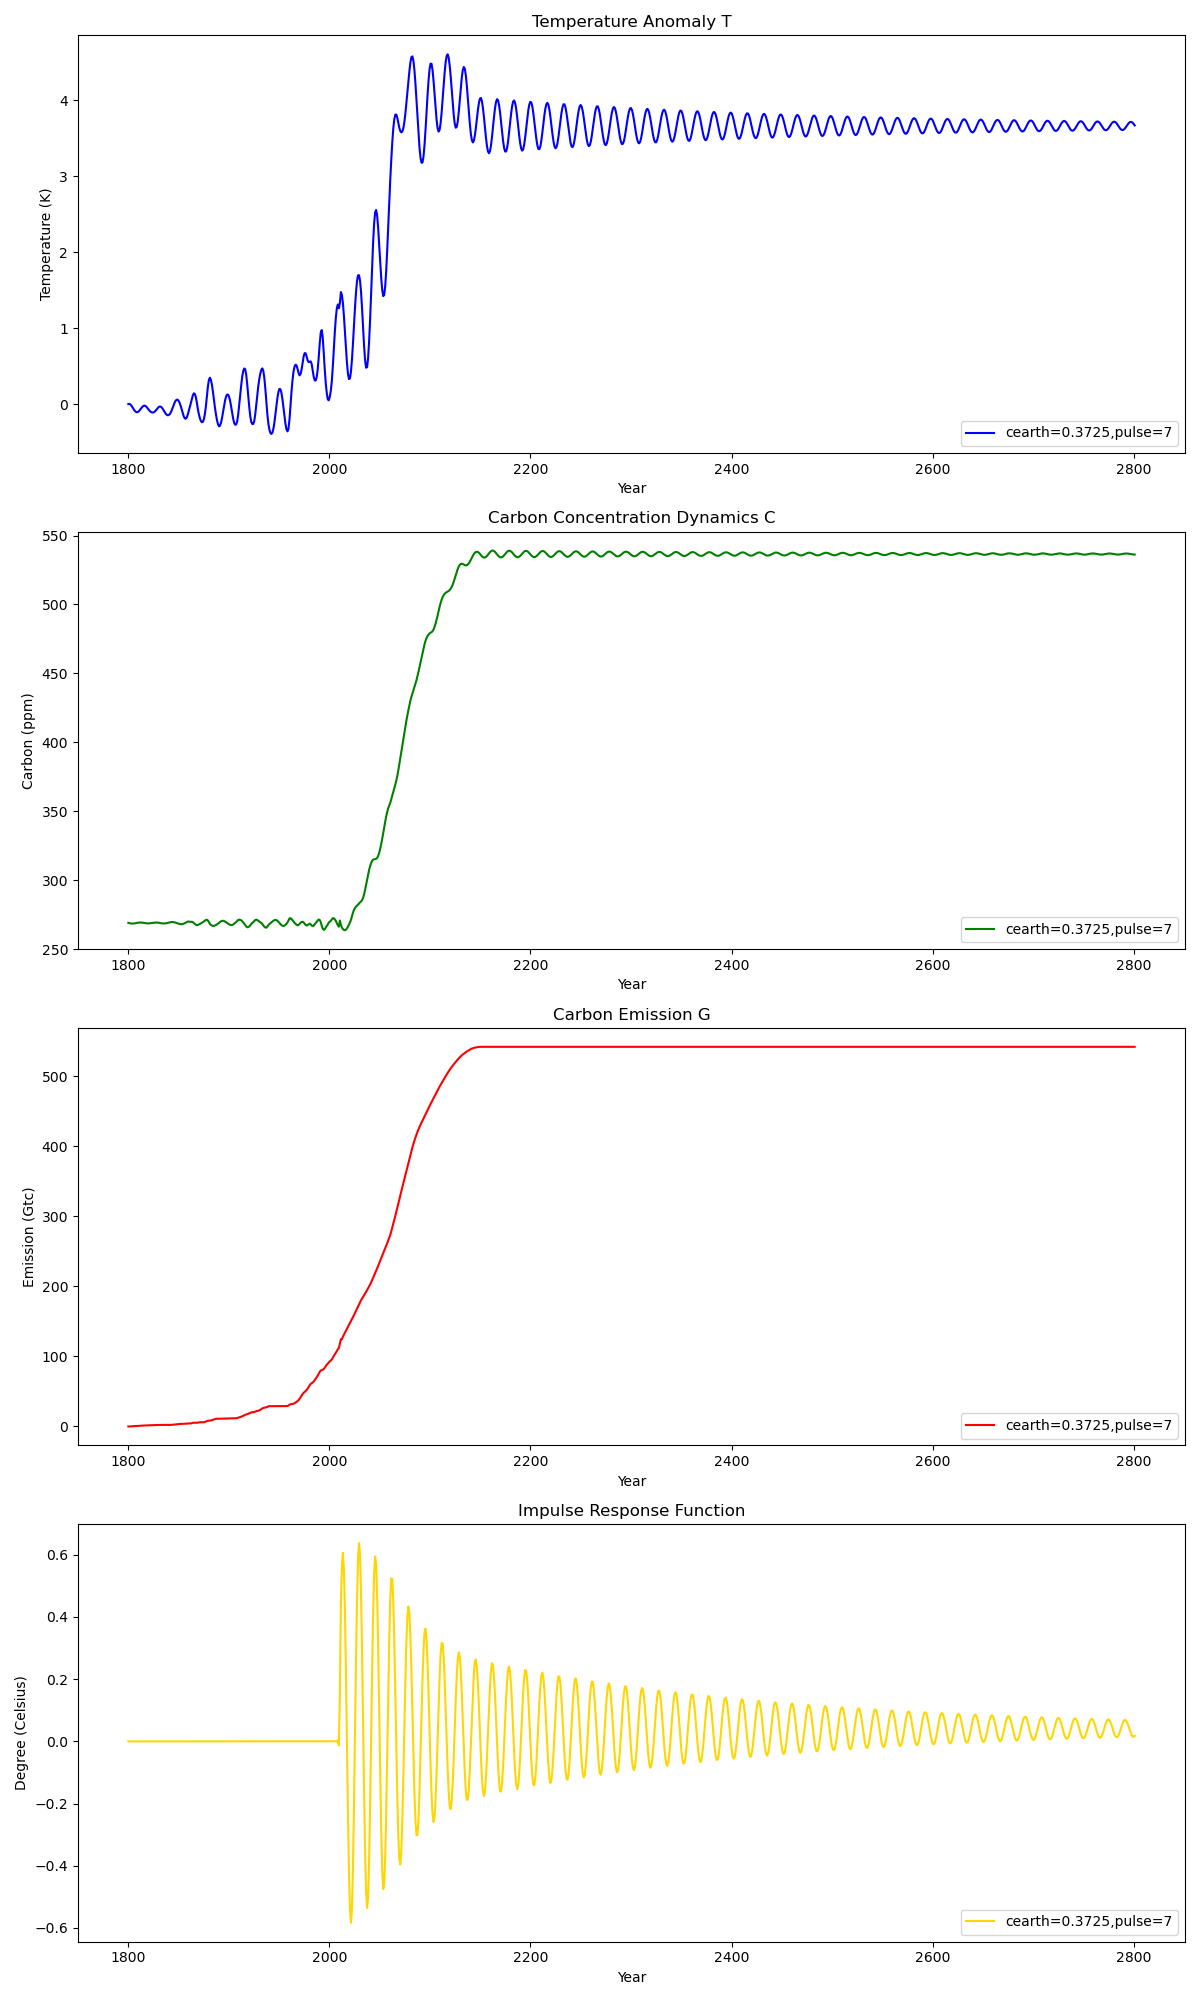 Temperature Anomaly T
Temperature (K)
4
3
2
1
0
cearth=0.3725,pulse=7
1800 2000 2200 2400 2600 2800
Year
Carbon Concentration Dynamics C
Carbon (ppm)
550
500
450
400
350
300
250
cearth=0.3725,pulse=7
1800 2000 2200 2400 2600 2800
Year
Carbon Emission G
Emission (Gtc)
500
400
300
200
100
0
cearth=0.3725,pulse=7
1800 2000 2200 2400 2600 2800
Year
Impulse Response Function
Degree (Celsius)
0.6
0.4
0.2
0.0
−0.2
−0.4
−0.6
cearth=0.3725,pulse=7
1800 2000 2200 2400 2600 2800
Year